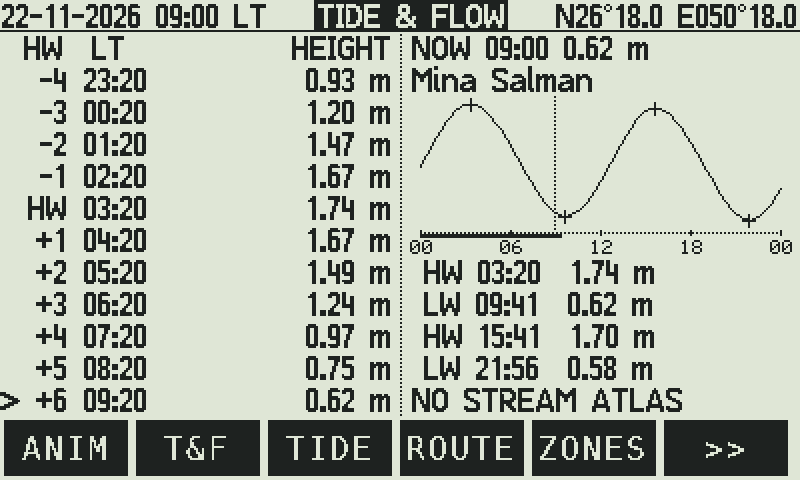 22-11-2026 09:00 LT TIDE & FLOW N26°18.0 E050°18.0
HW LT HEIGHT
-4 23:20 0.93 m
-3 00:20 1.20 m
-2 01:20 1.47 m
-1 02:20 1.67 m
HW 03:20 1.74 m
+1 04:20 1.67 m
+2 05:20 1.49 m
+3 06:20 1.24 m
+4 07:20 0.97 m
+5 08:20 0.75 m
> +6 09:20 0.62 m
NOW 09:00 0.62 m
Mina Salman
00 06 12 18 00
HW 03:20 1.74 m
LW 09:41 0.62 m
HW 15:41 1.70 m
LW 21:56 0.58 m
NO STREAM ATLAS
ANIM T&F TIDE ROUTE ZONES >>